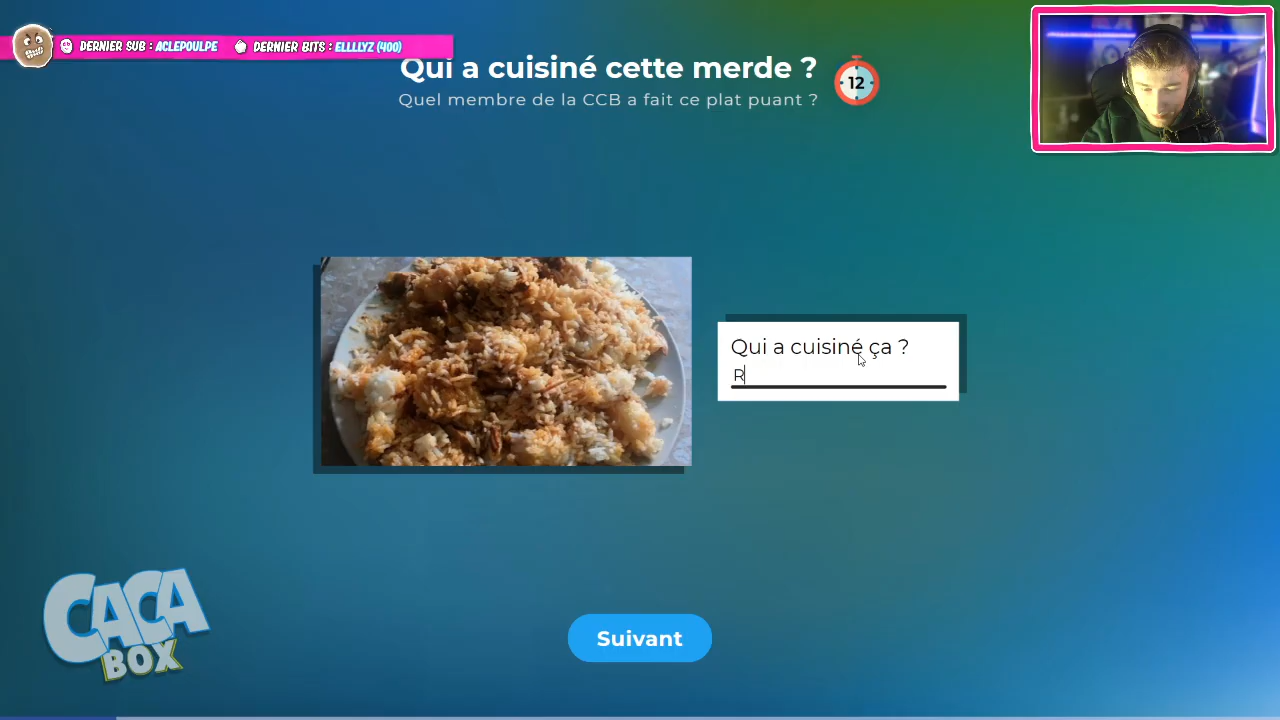 DERNIER SUB : ACLEPOULPE DERNIER BITS : ELLLLYZ (400)
Qui a cuisiné cette merde ?
12
Quel membre de la CCB a fait ce plat puant ?
Qui a cuisiné ça ?
R
CACA
BOX
Suivant